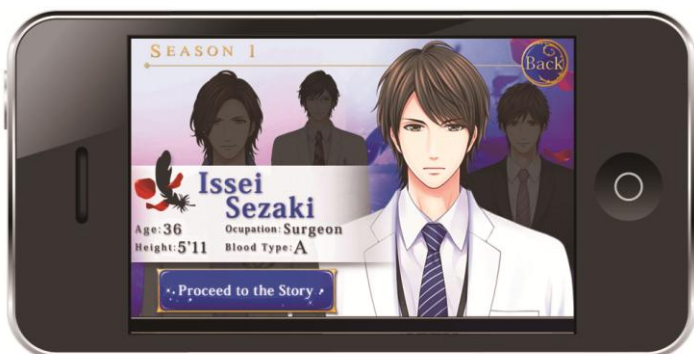 SEASON 1
Back
Issei
Sezaki
Age:36 Ocupation:Surgeon
Height:5'11 Blood Type:A
Proceed to the Story